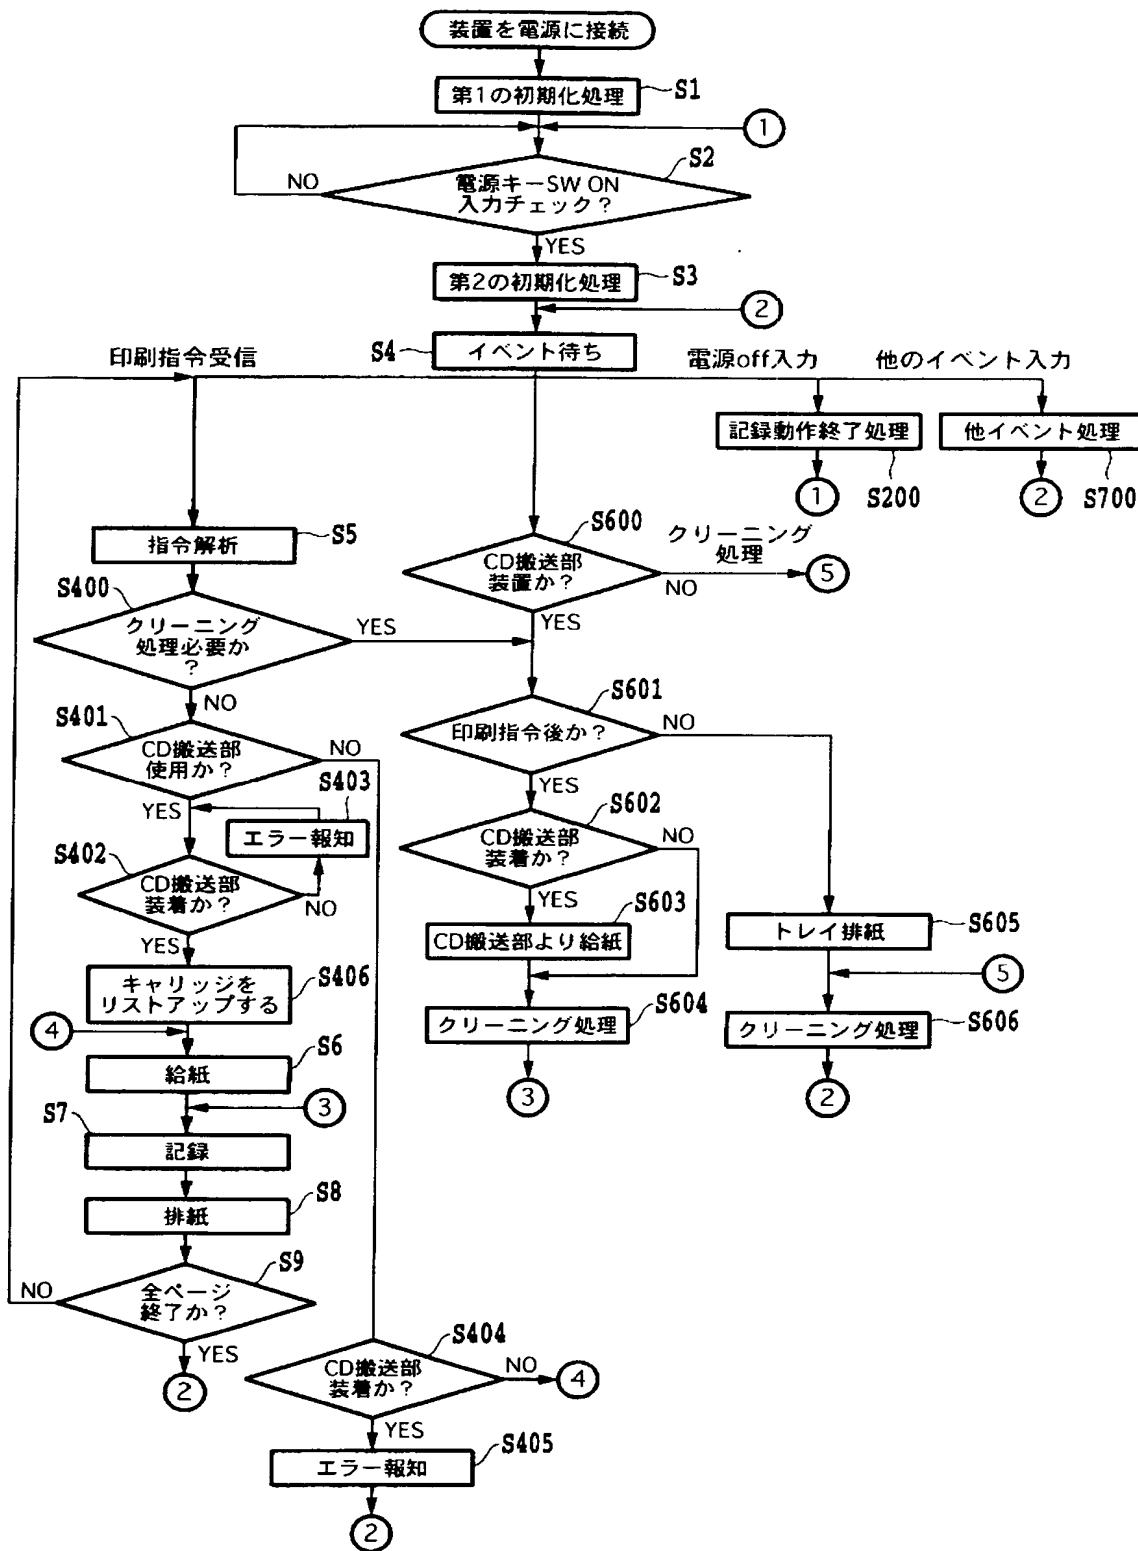 装置を電源に接続
第1の初期化処理
S1
①
S2
NO
電源キーSW ON
入力チェック？
YES
第2の初期化処理
S3
②
S4
イベント待ち
印刷指令受信
電源off入力
他のイベント入力
記録動作終了処理
S200
①
他イベント処理
S700
②
S5
指令解析
S600
クリーニング
処理
CD搬送部
装置か？
NO
⑤
YES
S400
クリーニング
処理必要か
？
YES
NO
S401
CD搬送部
使用か？
NO
YES
S403
エラー報知
S402
CD搬送部
装着か？
NO
YES
S406
キャリッジを
リストアップする
④
S6
給紙
③
S7
記録
S8
排紙
S9
全ページ
終了か？
NO
YES
②
S601
印刷指令後か？
NO
YES
S602
CD搬送部
装着か？
NO
YES
S603
CD搬送部より給紙
S604
クリーニング処理
③
S605
トレイ排紙
⑤
S606
クリーニング処理
②
S404
CD搬送部
装着か？
NO
④
YES
S405
エラー報知
②